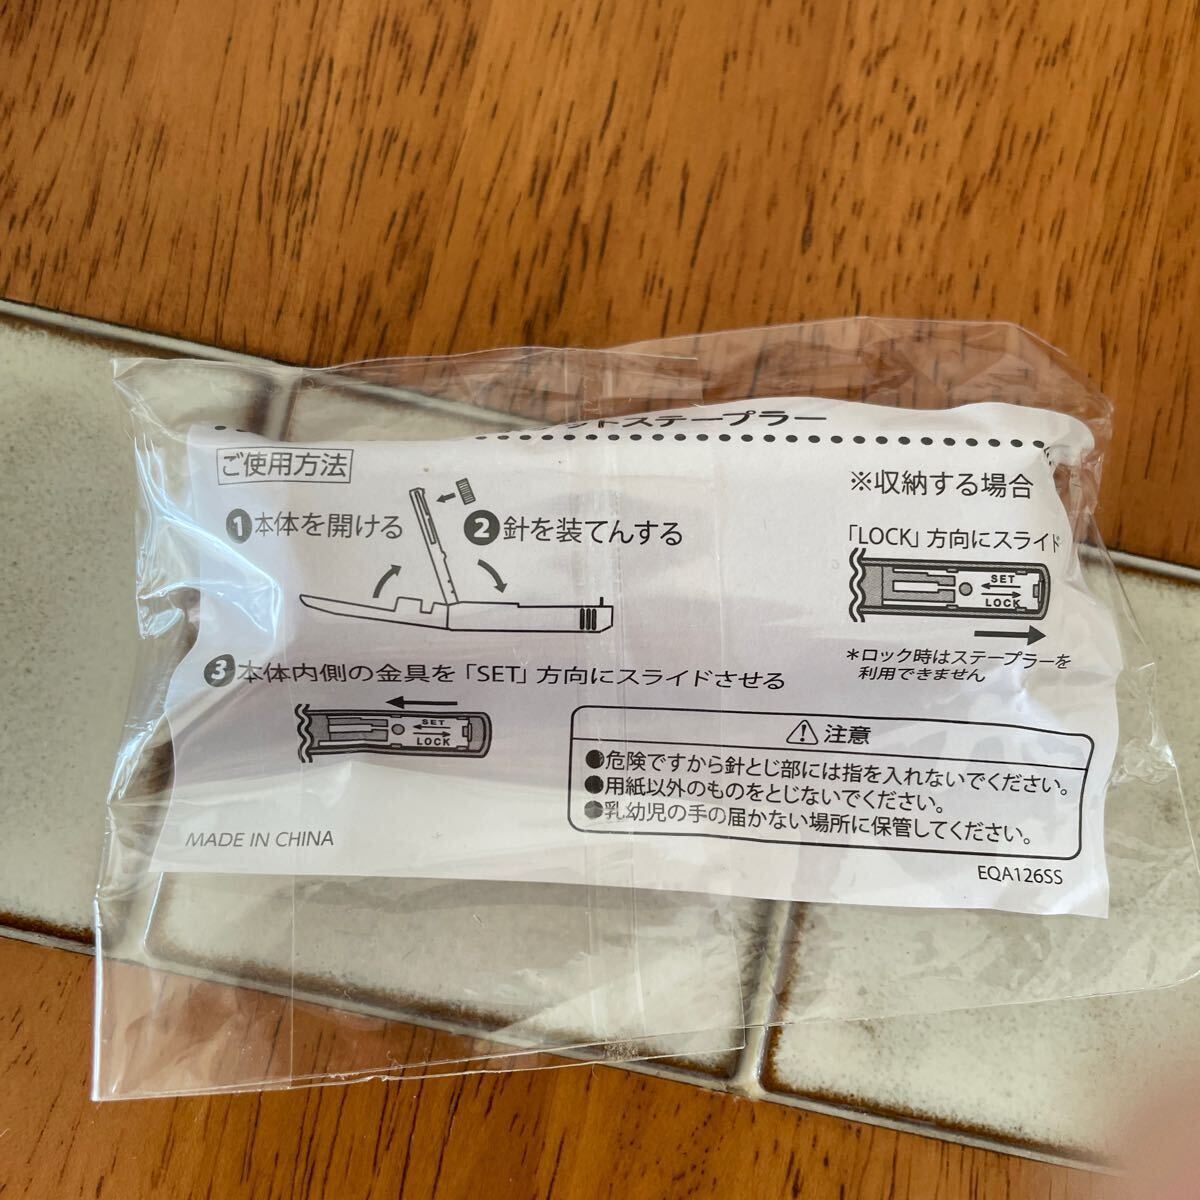 ットステープラー
ご使用方法
❶本体を開ける
❷針を装てんする
❸本体内側の金具を「SET」方向にスライドさせる
SET
LOCK
※収納する場合
「LOCK」方向にスライド
SET
LOCK
＊ロック時はステープラーを
利用できません
⚠注意
●危険ですから針とじ部には指を入れないでください。
●用紙以外のものをとじないでください。
●乳幼児の手の届かない場所に保管してください。
MADE IN CHINA
EQA126SS